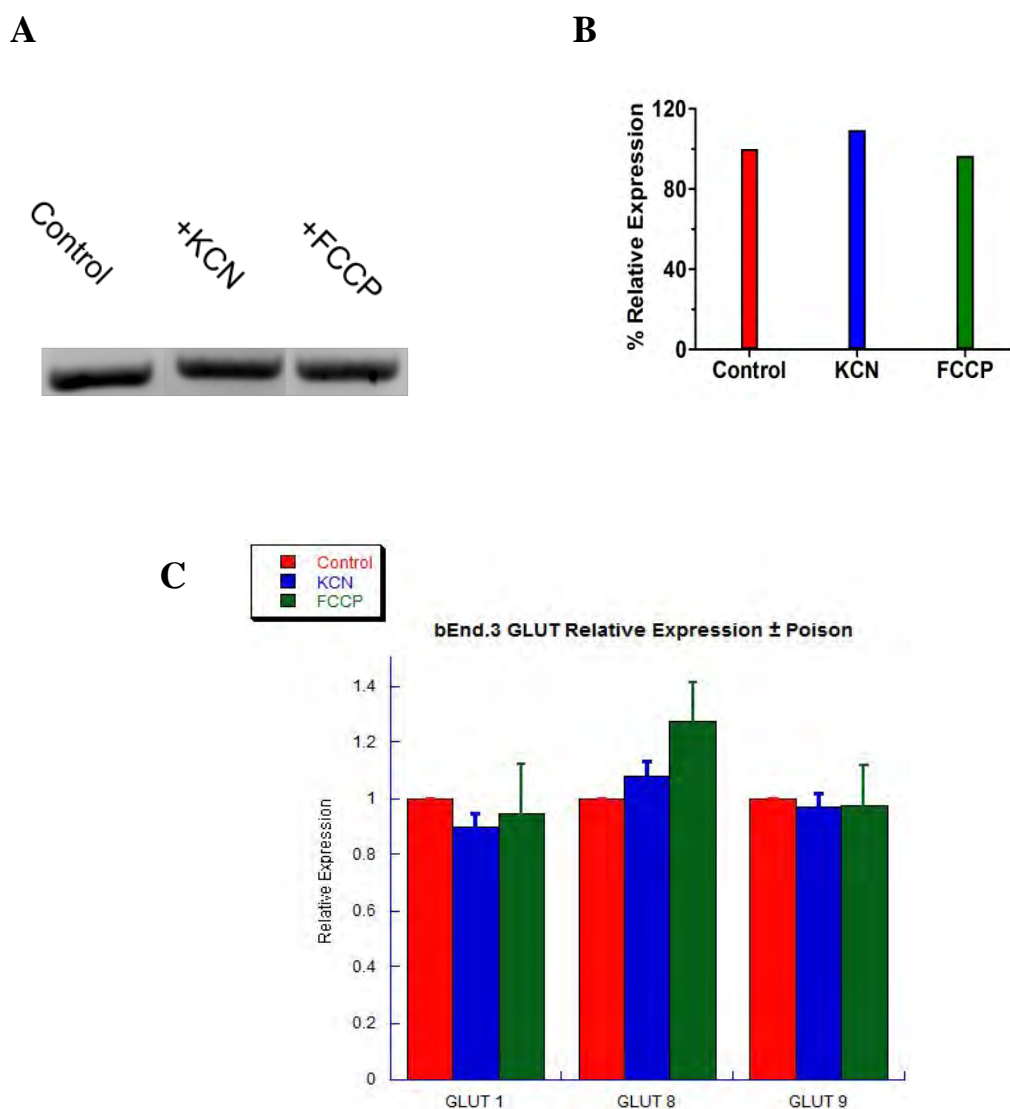 A
B
Control
+KCN
+FCCP
% Relative Expression
120
80
40
0
Control KCN FCCP
C
Control
KCN
FCCP
bEnd.3 GLUT Relative Expression ± Poison
Relative Expression
1.4
1.2
1
0.8
0.6
0.4
0.2
0
GLUT 1 GLUT 8 GLUT 9